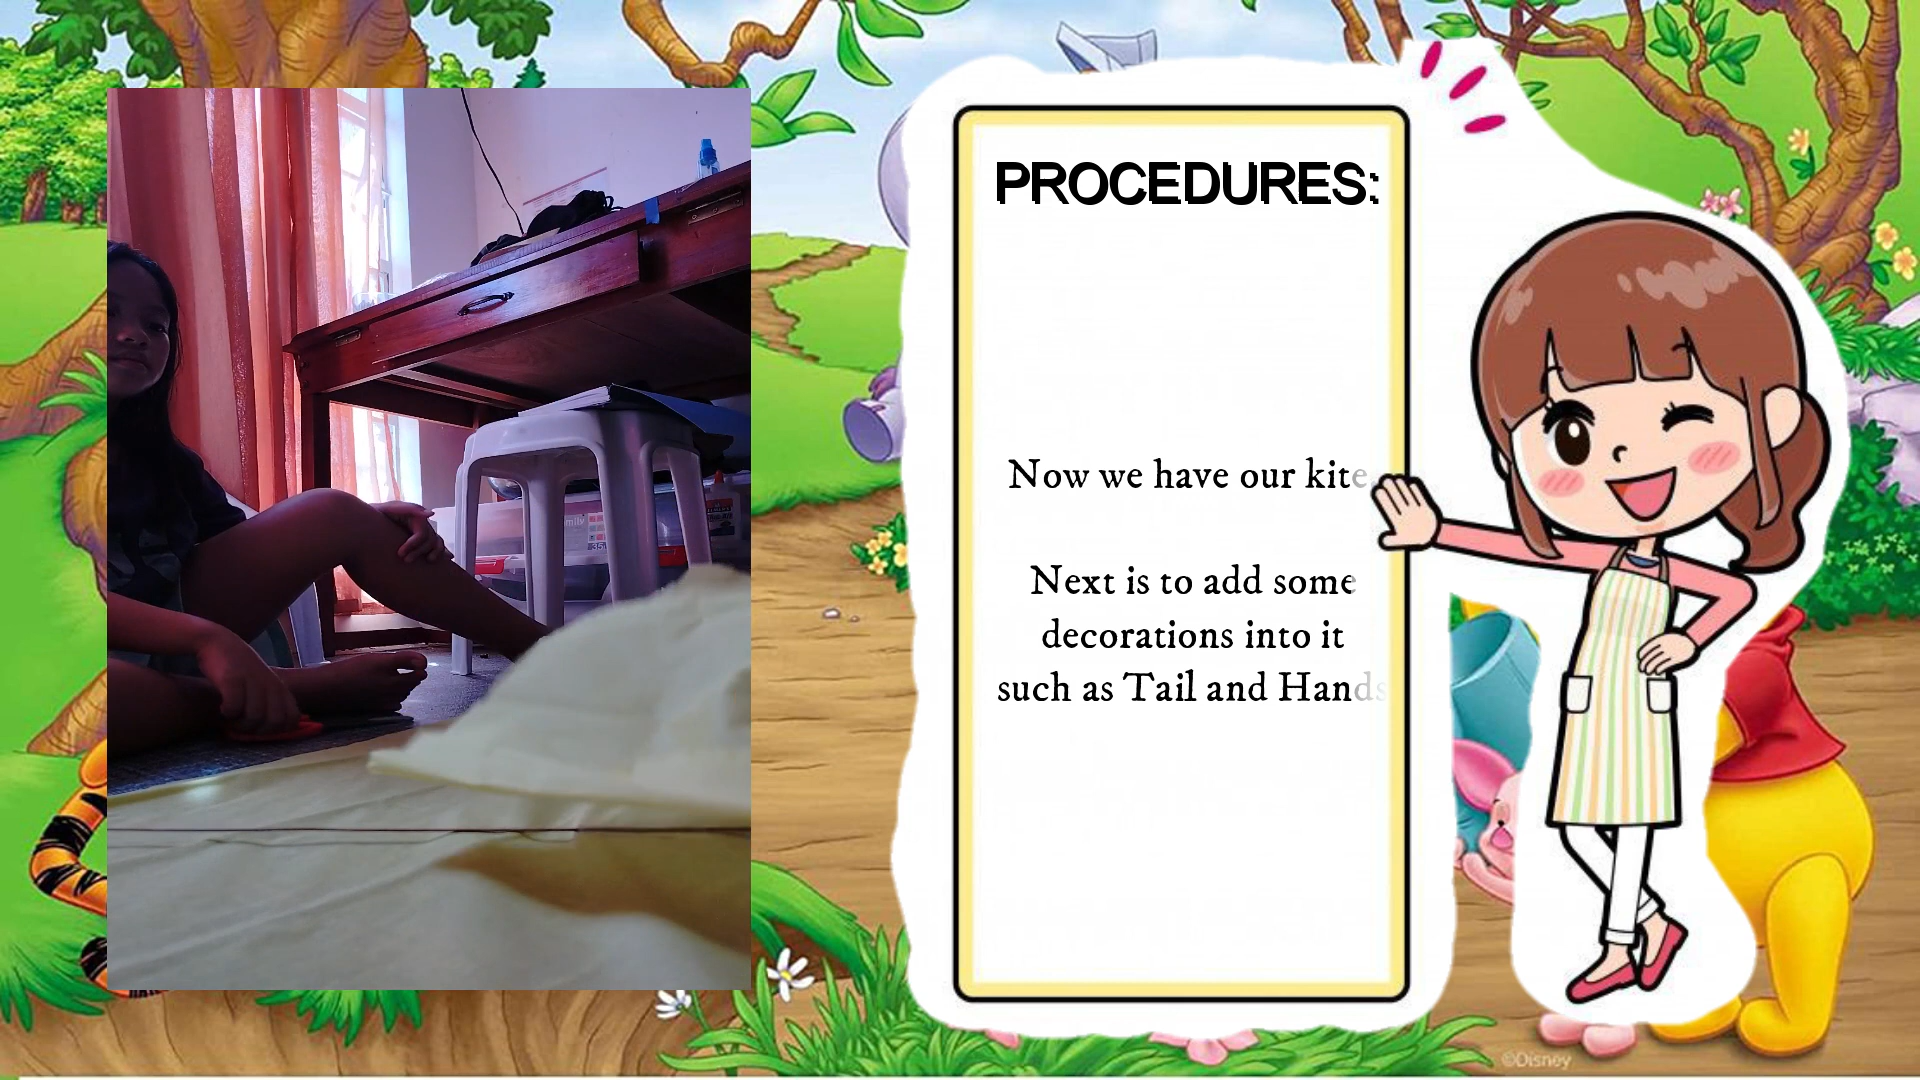 PROCEDURES:
Now we have our kite
Next is to add some
decorations into it
such as Tail and Hands
©Disney